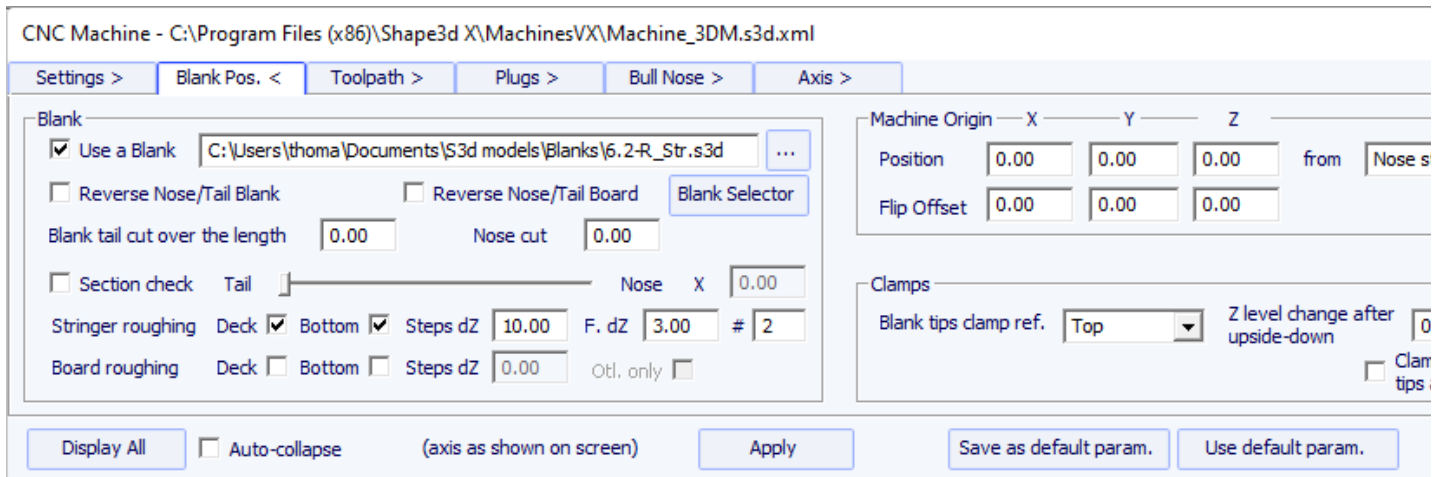 CNC Machine - C:\Program Files (x86)\Shape3d X\MachinesVX\Machine_3DM.s3d.xml
Settings > Blank Pos. < Toolpath > Plugs > Bull Nose > Axis >
Blank
Use a Blank C:\Users\thoma\Documents\S3d models\Blanks\6.2-R_Str.s3d ...
Reverse Nose/Tail Blank Reverse Nose/Tail Board Blank Selector
Blank tail cut over the length 0.00 Nose cut 0.00
Section check Tail Nose X 0.00
Stringer roughing Deck Bottom Steps dZ 10.00 F. dZ 3.00 # 2
Board roughing Deck Bottom Steps dZ 0.00 Otl. only
Machine Origin X Y Z
Position 0.00 0.00 0.00 from Nose
Flip Offset 0.00 0.00 0.00
Clamps
Blank tips clamp ref. Top Z level change after
upside-down
tips
Display All Auto-collapse (axis as shown on screen) Apply Save as default param. Use default param.